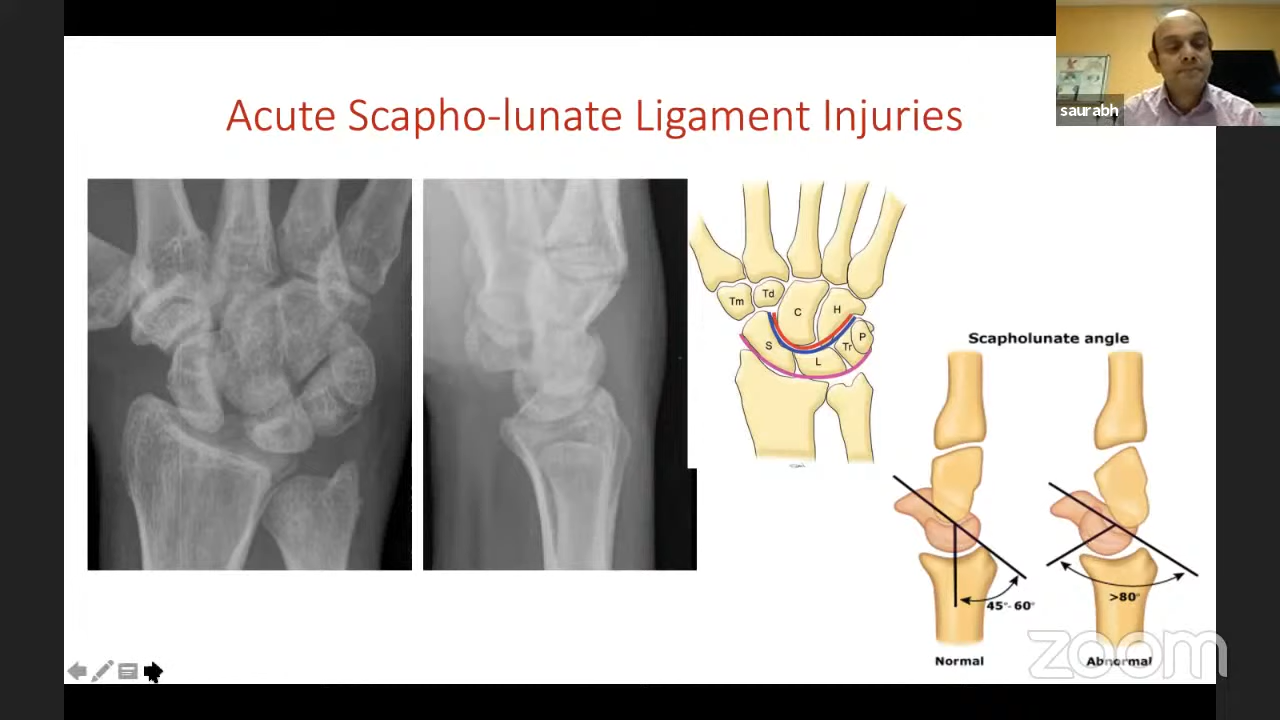 saurabh
Acute Scapho-lunate Ligament Injuries
Tm
Td
C
H
S
L
Tr
P
Scapholunate angle
45°- 60°
>80°
Normal
Abnormal
zoom